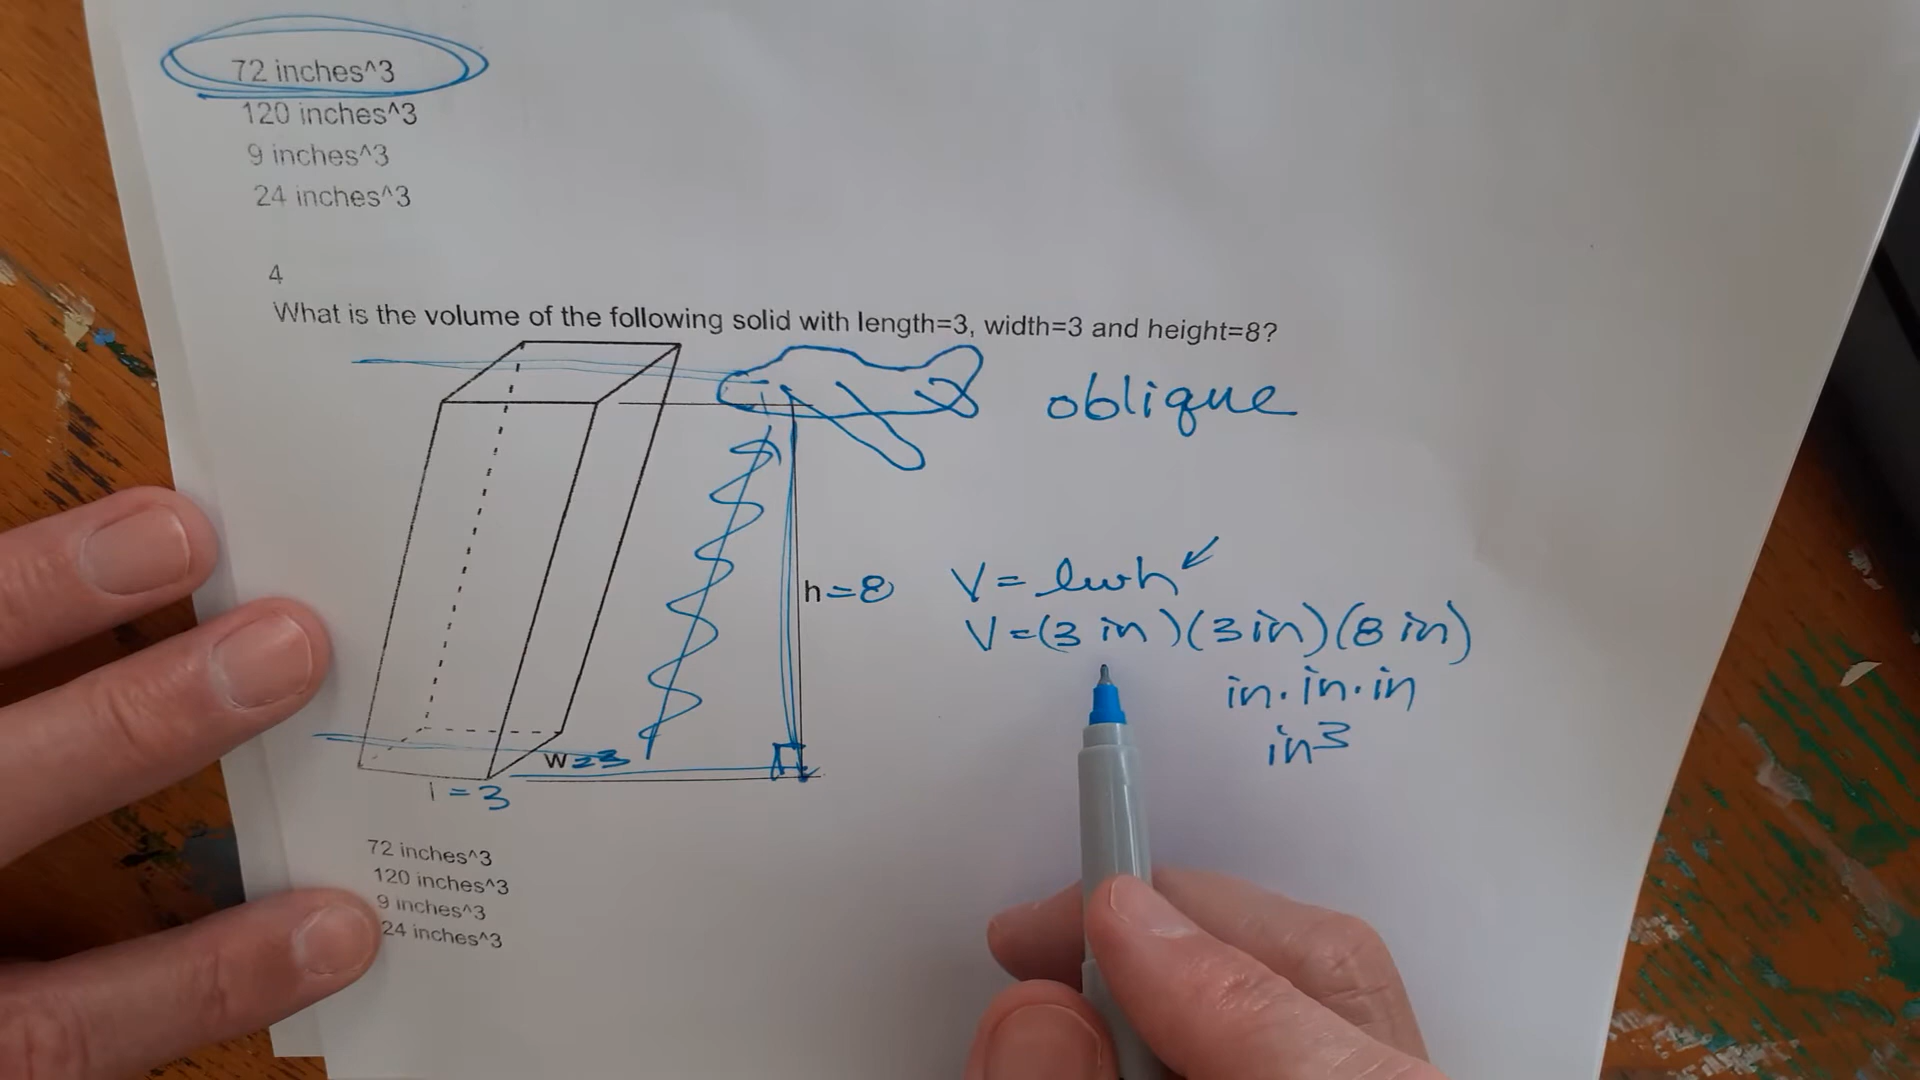 72 inches^3
120 inches^3
9 inches^3
24 inches^3
4
What is the volume of the following solid with length=3, width=3 and height=8?
oblique
h=8
V=lwh
V=(3 in)(3 in)(8 in)
in·in·in
in3
w=3
l=3
72 inches^3
120 inches^3
9 inches^3
24 inches^3